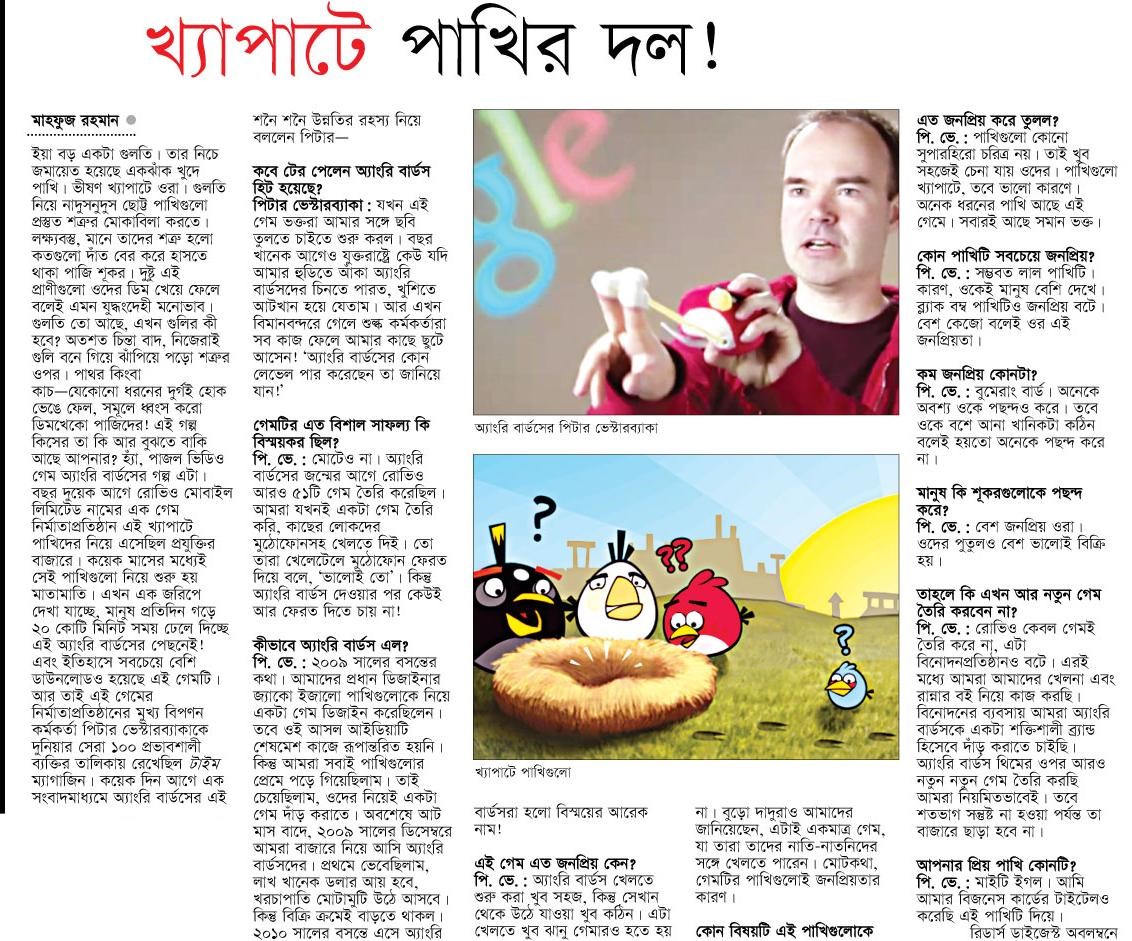 খ্যাপাটে পাখির দল!
মাহফুজ রহমান
ইয়া বড় একটা গুলতি। তার নিচে
জমায়েত হয়েছে একঝাঁক খুদে
পাখি। ভীষণ খ্যাপাটে ওরা। গুলতি
নিয়ে নাদুসনুদুস ছোট্ট পাখিগুলো
প্রস্তুত শত্রুর মোকাবিলা করতে।
লক্ষ্যবস্তু, মানে তাদের শত্রু হলো
কতগুলো দাঁত বের করে হাসতে
থাকা পাজি শূকর। দুষ্টু এই
প্রাণীগুলো ওদের ডিম খেয়ে ফেলে
বলেই এমন যুদ্ধংদেহী মনোভাব।
গুলতি তো আছে, এখন গুলির কী
হবে? অতশত চিন্তা বাদ, নিজেরাই
গুলি বনে গিয়ে ঝাঁপিয়ে পড়ো শত্রুর
ওপর। পাথর কিংবা
কাচ—যেকোনো ধরনের দুর্গই হোক
ভেঙে ফেল, সমূলে ধ্বংস করো
ডিমখেকো পাজিদের! এই গল্প
কিসের তা কি আর বুঝতে বাকি
আছে আপনার? হ্যাঁ, পাজল ভিডিও
গেম অ্যাংরি বার্ডসের গল্প এটা।
বছর দুয়েক আগে রোভিও মোবাইল
লিমিটেড নামের এক গেম
নির্মাতাপ্রতিষ্ঠান এই খ্যাপাটে
পাখিদের নিয়ে এসেছিল প্রযুক্তির
বাজারে। কয়েক মাসের মধ্যেই
সেই পাখিগুলো নিয়ে শুরু হয়
মাতামাতি। এখন এক জরিপে
দেখা যাচ্ছে, মানুষ প্রতিদিন গড়ে
২০ কোটি মিনিট সময় ঢেলে দিচ্ছে
এই অ্যাংরি বার্ডসের পেছনেই!
এবং ইতিহাসে সবচেয়ে বেশি
ডাউনলোডও হয়েছে এই গেমটি।
আর তাই এই গেমের
নির্মাতাপ্রতিষ্ঠানের মুখ্য বিপণন
কর্মকর্তা পিটার ভেস্টারব্যাকাকে
দুনিয়ার সেরা ১০০ প্রভাবশালী
ব্যক্তির তালিকায় রেখেছিল টাইম
ম্যাগাজিন। কয়েক দিন আগে এক
সংবাদমাধ্যমে অ্যাংরি বার্ডসের এই
শনৈ শনৈ উন্নতির রহস্য নিয়ে
বললেন পিটার—
কবে টের পেলেন অ্যাংরি বার্ডস
হিট হয়েছে?
পিটার ভেস্টারব্যাকা : যখন এই
গেম ভক্তরা আমার সঙ্গে ছবি
তুলতে চাইতে শুরু করল। বছর
খানেক আগেও যুক্তরাষ্ট্রে কেউ যদি
আমার হুডিতে আঁকা অ্যাংরি
বার্ডসদের চিনতে পারত, খুশিতে
আটখান হয়ে যেতাম। আর এখন
বিমানবন্দরে গেলে শুল্ক কর্মকর্তারা
সব কাজ ফেলে আমার কাছে ছুটে
আসেন! ‘অ্যাংরি বার্ডসের কোন
লেভেল পার করেছেন তা জানিয়ে
যান!’
গেমটির এত বিশাল সাফল্য কি
বিস্ময়কর ছিল?
পি. ভে. : মোটেও না। অ্যাংরি
বার্ডসের জন্মের আগে রোভিও
আরও ৫১টি গেম তৈরি করেছিল।
আমরা যখনই একটা গেম তৈরি
করি, কাছের লোকদের
মুঠোফোনসহ খেলতে দিই। তো
তারা খেলেটেলে মুঠোফোন ফেরত
দিয়ে বলে, ‘ভালোই তো’। কিন্তু
অ্যাংরি বার্ডস দেওয়ার পর কেউই
আর ফেরত দিতে চায় না!
কীভাবে অ্যাংরি বার্ডস এল?
পি. ভে. : ২০০৯ সালের বসন্তের
কথা। আমাদের প্রধান ডিজাইনার
জ্যাকো ইজালো পাখিগুলোকে নিয়ে
একটা গেম ডিজাইন করেছিলেন।
তবে ওই আসল আইডিয়াটি
শেষমেশ কাজে রূপান্তরিত হয়নি।
কিন্তু আমরা সবাই পাখিগুলোর
প্রেমে পড়ে গিয়েছিলাম। তাই
চেয়েছিলাম, ওদের নিয়েই একটা
গেম দাঁড় করাতে। অবশেষে আট
মাস বাদে, ২০০৯ সালের ডিসেম্বরে
আমরা বাজারে নিয়ে আসি অ্যাংরি
বার্ডসদের। প্রথমে ভেবেছিলাম,
লাখ খানেক ডলার আয় হবে,
খরচাপাতি মোটামুটি উঠে আসবে।
কিন্তু বিক্রি ক্রমেই বাড়তে থাকল।
২০১০ সালের বসন্তে এসে অ্যাংরি
gle
অ্যাংরি বার্ডসের পিটার ভেস্টারব্যাকা
?
??
?
খ্যাপাটে পাখিগুলো
বার্ডসরা হলো বিস্ময়ের আরেক
নাম!
এই গেম এত জনপ্রিয় কেন?
পি. ভে. : অ্যাংরি বার্ডস খেলতে
শুরু করা খুব সহজ, কিন্তু সেখান
থেকে উঠে যাওয়া খুব কঠিন। এটা
খেলতে খুব ঝানু গেমারও হতে হয়
না। বুড়ো দাদুরাও আমাদের
জানিয়েছেন, এটাই একমাত্র গেম,
যা তারা তাদের নাতি-নাতনিদের
সঙ্গে খেলতে পারেন। মোটকথা,
গেমটির পাখিগুলোই জনপ্রিয়তার
কারণ।
কোন বিষয়টি এই পাখিগুলোকে
এত জনপ্রিয় করে তুলল?
পি. ভে. : পাখিগুলো কোনো
সুপারহিরো চরিত্র নয়। তাই খুব
সহজেই চেনা যায় ওদের। পাখিগুলো
খ্যাপাটে, তবে ভালো কারণে।
অনেক ধরনের পাখি আছে এই
গেমে। সবারই আছে সমান ভক্ত।
কোন পাখিটি সবচেয়ে জনপ্রিয়?
পি. ভে. : সম্ভবত লাল পাখিটি।
কারণ, ওকেই মানুষ বেশি দেখে।
ব্ল্যাক বম্ব পাখিটিও জনপ্রিয় বটে।
বেশ কেজো বলেই ওর এই
জনপ্রিয়তা।
কম জনপ্রিয় কোনটা?
পি. ভে. : বুমেরাং বার্ড। অনেকে
অবশ্য ওকে পছন্দও করে। তবে
ওকে বশে আনা খানিকটা কঠিন
বলেই হয়তো অনেকে পছন্দ করে
না।
মানুষ কি শূকরগুলোকে পছন্দ
করে?
পি. ভে. : বেশ জনপ্রিয় ওরা।
ওদের পুতুলও বেশ ভালোই বিক্রি
হয়।
তাহলে কি এখন আর নতুন গেম
তৈরি করবেন না?
পি. ভে. : রোভিও কেবল গেমই
তৈরি করে না, এটা
বিনোদনপ্রতিষ্ঠানও বটে। এরই
মধ্যে আমরা আমাদের খেলনা এবং
রান্নার বই নিয়ে কাজ করছি।
বিনোদনের ব্যবসায় আমরা অ্যাংরি
বার্ডসকে একটা শক্তিশালী ব্র্যান্ড
হিসেবে দাঁড় করাতে চাইছি।
অ্যাংরি বার্ডস থিমের ওপর আরও
নতুন নতুন গেম তৈরি করছি
আমরা নিয়মিতভাবেই। তবে
শতভাগ সন্তুষ্ট না হওয়া পর্যন্ত তা
বাজারে ছাড়া হবে না।
আপনার প্রিয় পাখি কোনটি?
পি. ভে. : মাইটি ইগল। আমি
আমার বিজনেস কার্ডের টাইটেলও
করেছি এই পাখিটি দিয়ে।
রিডার্স ডাইজেস্ট অবলম্বনে